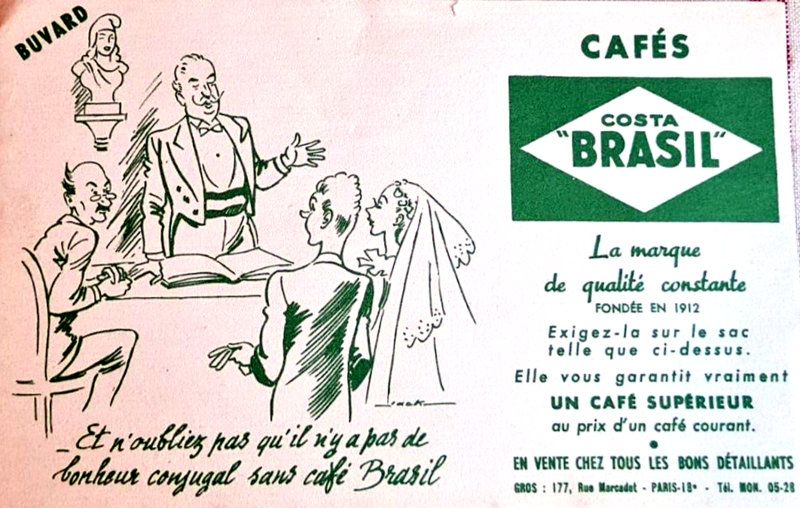 BUVARD
CAFÉS
COSTA
"BRASIL"
La marque
de qualité constante
FONDÉE EN 1912
Exigez-la sur le sac
telle que ci-dessus.
Elle vous garantit vraiment
UN CAFÉ SUPÉRIEUR
au prix d'un café courant.
EN VENTE CHEZ TOUS LES BONS DÉTAILLANTS
GROS : 177, Rue Marcadet - PARIS-18e - Tél. MON. 05-28
_ Et n'oubliez pas qu'il n'y a pas de
bonheur conjugal sans café Brasil